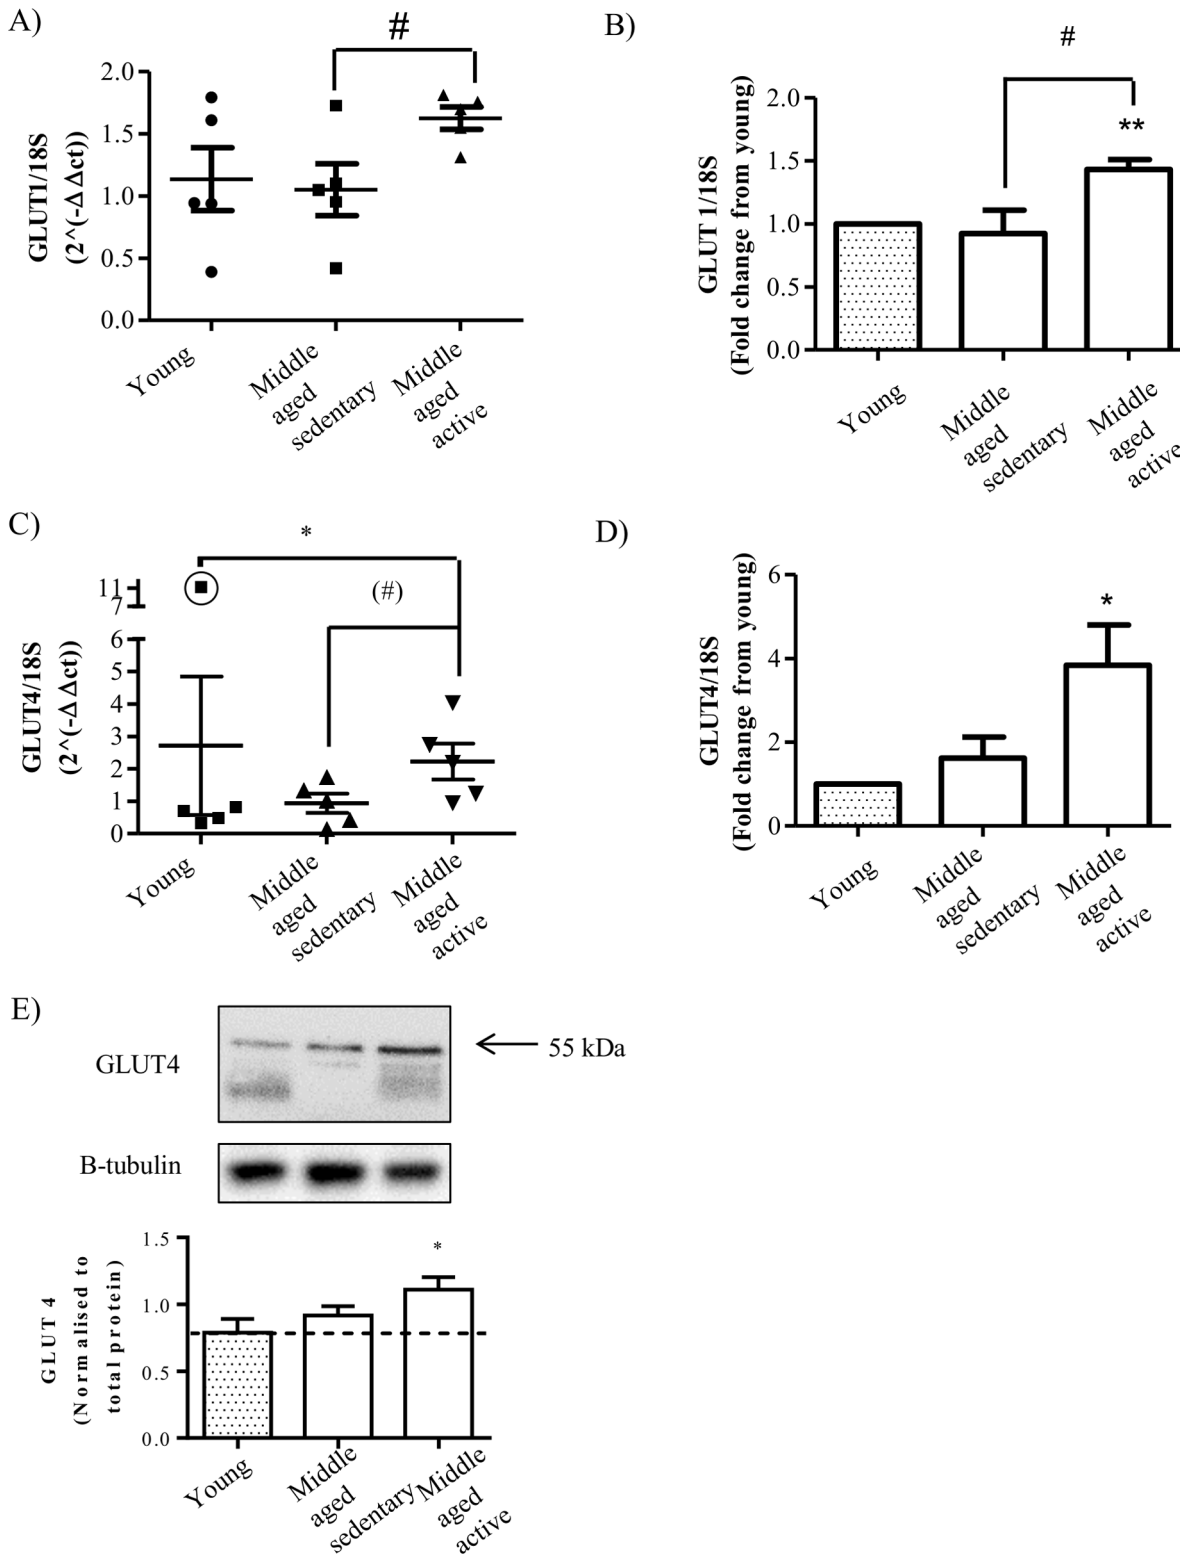 A)
#
2.0
1.5
1.0
0.5
0.0
GLUT1/18S
(2^(-ΔΔct))
Young
Middle
aged
sedentary
Middle
aged
active
B)
#
**
2.0
1.5
1.0
0.5
0.0
GLUT 1/18S
(Fold change from young)
Young
Middle
aged
sedentary
Middle
aged
active
C)
*
(#)
11
7
6
5
4
3
2
1
0
GLUT4/18S
(2^(-ΔΔct))
Young
Middle
aged
sedentary
Middle
aged
active
D)
*
6
4
2
0
GLUT4/18S
(Fold change from young)
Young
Middle
aged
sedentary
Middle
aged
active
E)
GLUT4
55 kDa
B-tubulin
*
1.5
1.0
0.5
0.0
GLUT 4
(Normalised to
total protein)
Young
Middle
aged
sedentary
Middle
aged
active